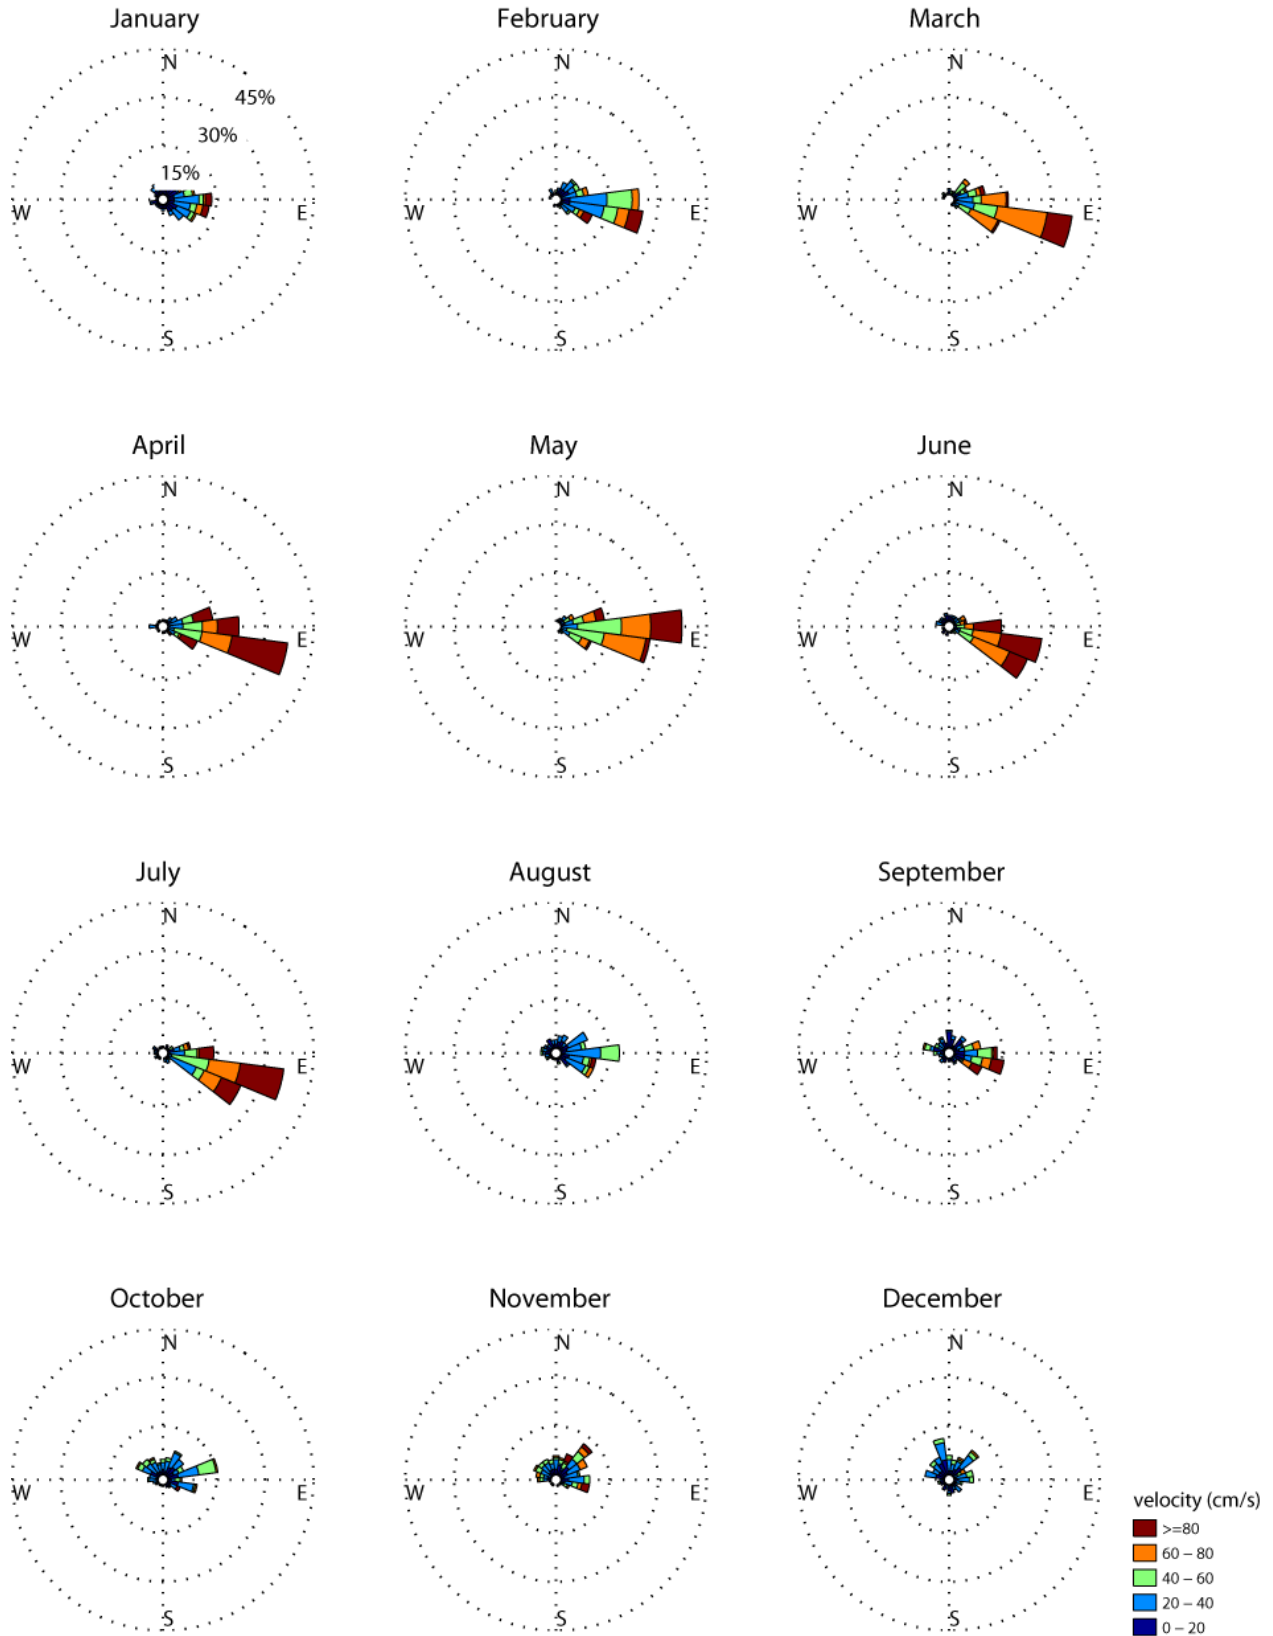 January
February
March
N
N
N
45%
30%
15%
W
E
W
E
W
E
S
S
S
April
May
June
N
N
N
W
E
W
E
W
E
S
S
S
July
August
September
N
N
N
W
E
W
E
W
E
S
S
S
October
November
December
N
N
N
W
E
W
E
W
E
S
S
S
velocity (cm/s)
>=80
60 – 80
40 – 60
20 – 40
0 – 20